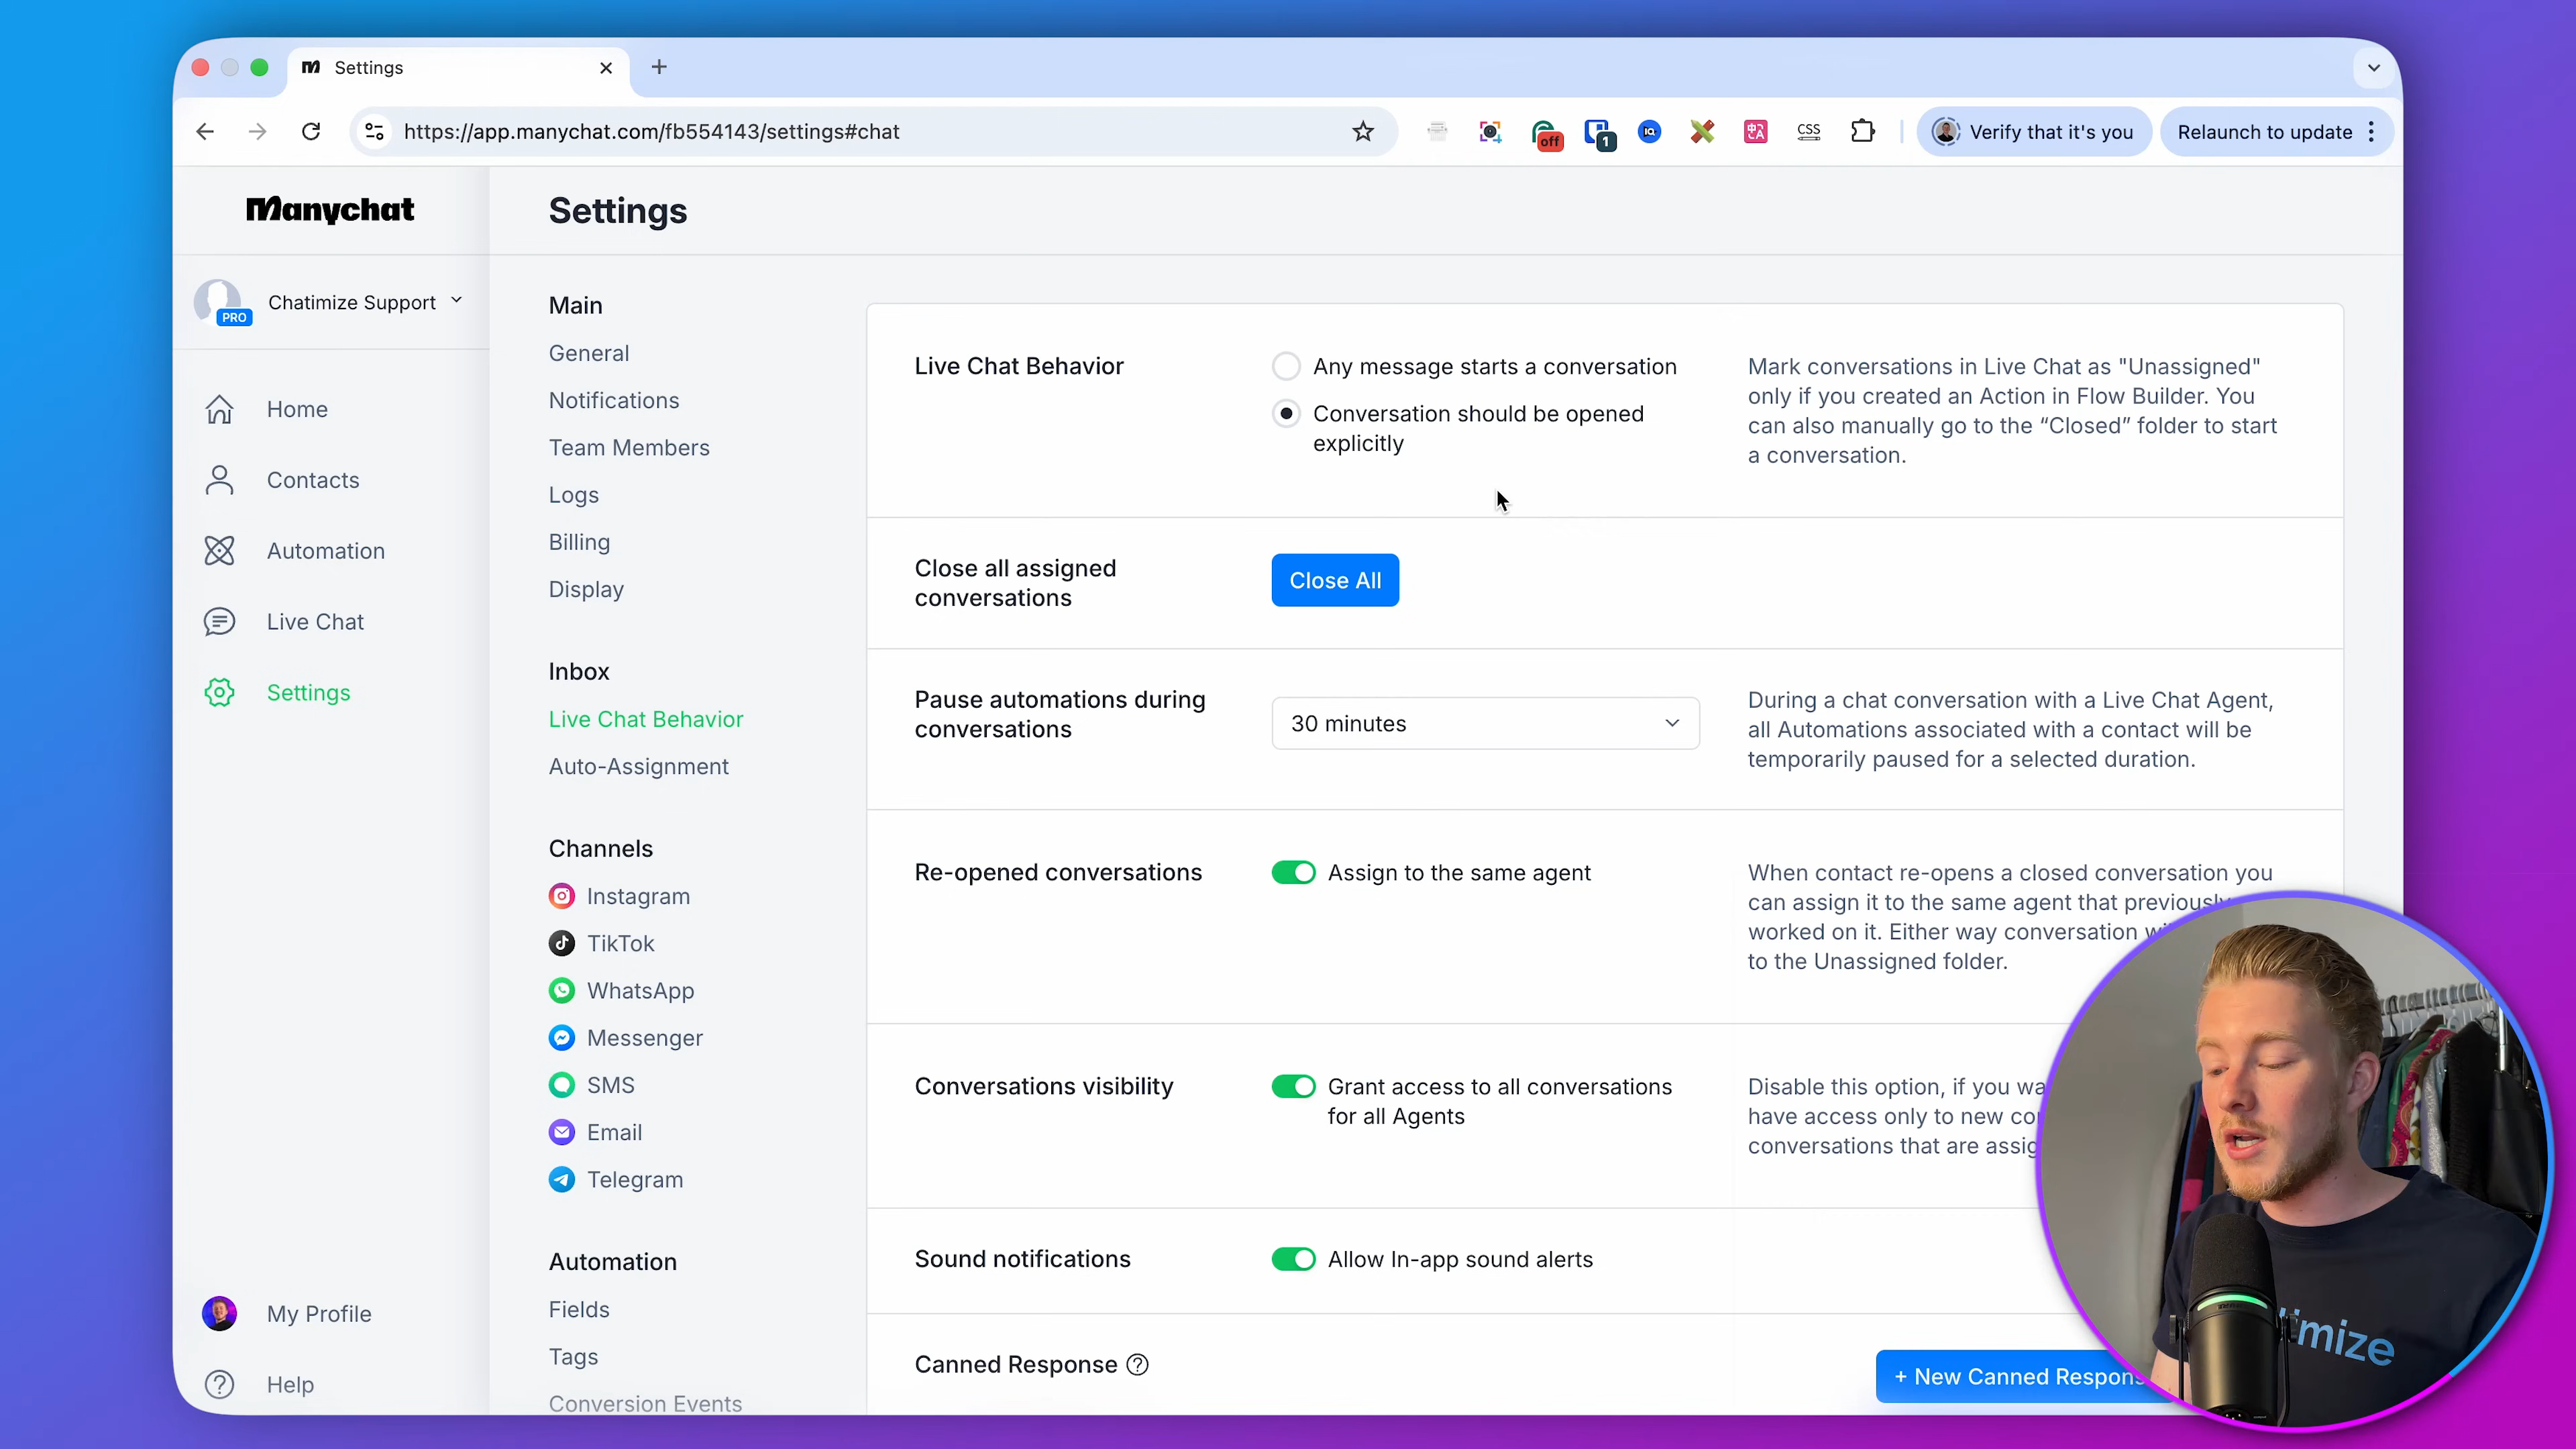 Settings
https://app.manychat.com/fb554143/settings#chat
off
1
IQ
CSS
Verify that it's you
Relaunch to update
Manychat
Settings
PRO
Chatimize Support
Home
Contacts
Automation
Live Chat
Settings
My Profile
Help
Main
General
Notifications
Team Members
Logs
Billing
Display
Inbox
Live Chat Behavior
Auto-Assignment
Channels
Instagram
TikTok
WhatsApp
Messenger
SMS
Email
Telegram
Automation
Fields
Tags
Conversion Events
Live Chat Behavior
Any message starts a conversation
Conversation should be opened
explicitly
Mark conversations in Live Chat as "Unassigned"
only if you created an Action in Flow Builder. You
can also manually go to the “Closed” folder to start
a conversation.
Close all assigned
conversations
Close All
Pause automations during
conversations
30 minutes
During a chat conversation with a Live Chat Agent,
all Automations associated with a contact will be
temporarily paused for a selected duration.
Re-opened conversations
Assign to the same agent
When contact re-opens a closed conversation you
can assign it to the same agent that previously
worked on it. Either way conversation
to the Unassigned folder.
Conversations visibility
Grant access to all conversations
for all Agents
Disable this option, if you
have access only to new
conversations that are
Sound notifications
Allow In-app sound alerts
Canned Response
+ New Canned